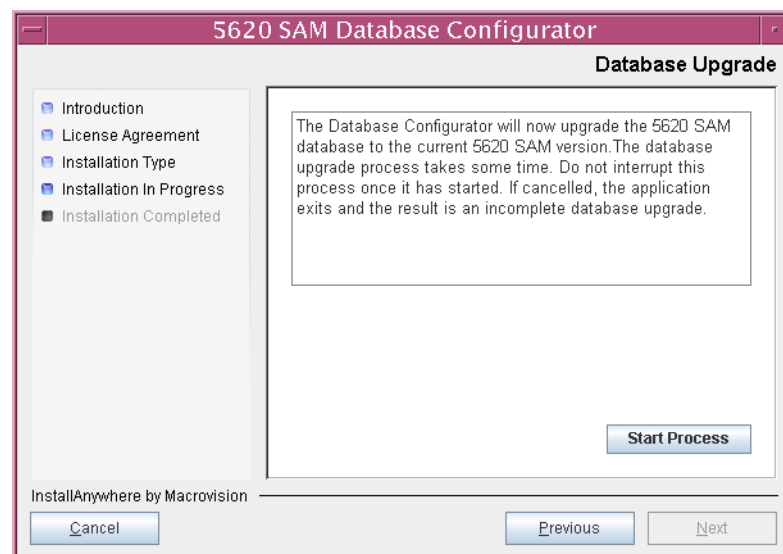 5620 SAM Database Configurator
Database Upgrade
Introduction
License Agreement
Installation Type
Installation In Progress
Installation Completed
The Database Configurator will now upgrade the 5620 SAM
database to the current 5620 SAM version.The database
upgrade process takes some time. Do not interrupt this
process once it has started. If cancelled, the application
exits and the result is an incomplete database upgrade.
Start Process
InstallAnywhere by Macrovision
Cancel
Previous
Next